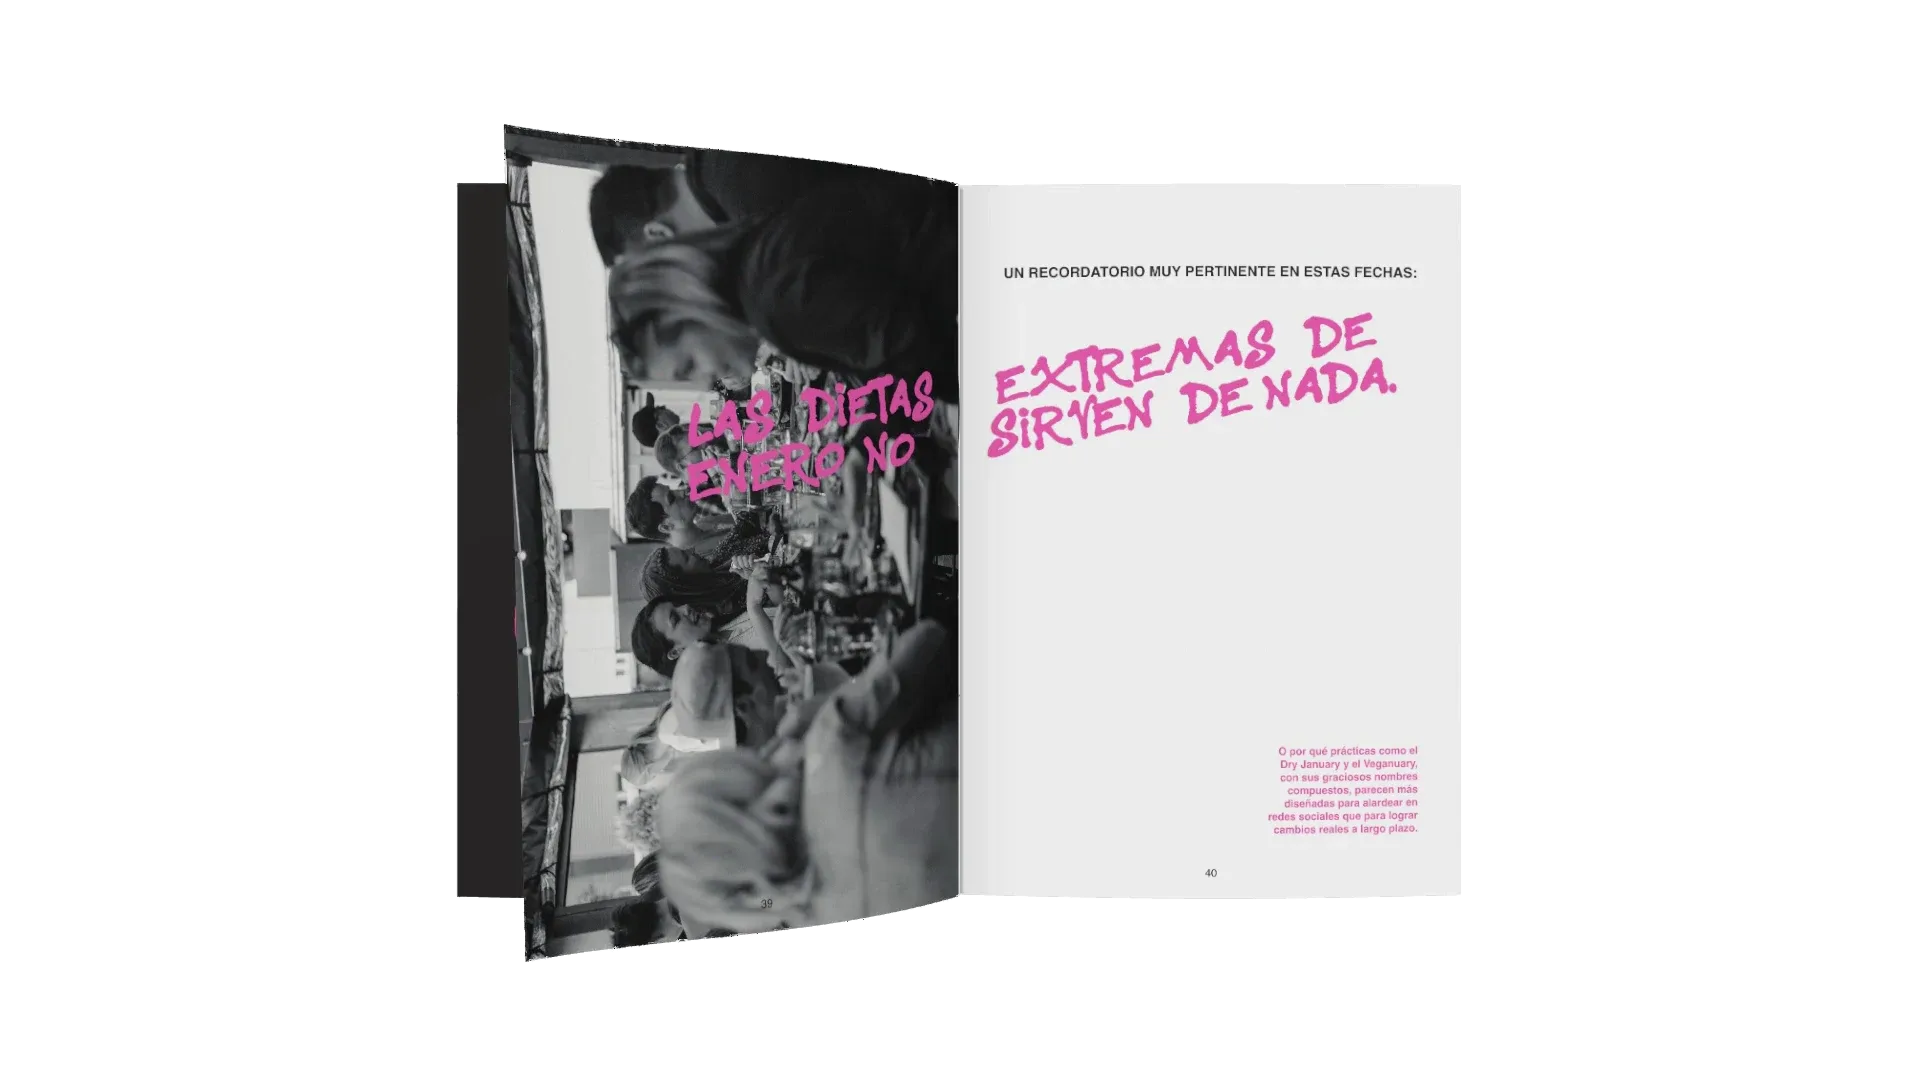 UN RECORDATORIO MUY PERTINENTE EN ESTAS FECHAS:
LAS DIETAS EXTREMAS DE
ENERO NO SIRVEN DE NADA.
O por qué prácticas como el
Dry January y el Veganuary,
con sus graciosos nombres
compuestos, parecen más
diseñadas para alardear en
redes sociales que para lograr
cambios reales a largo plazo.
39
40